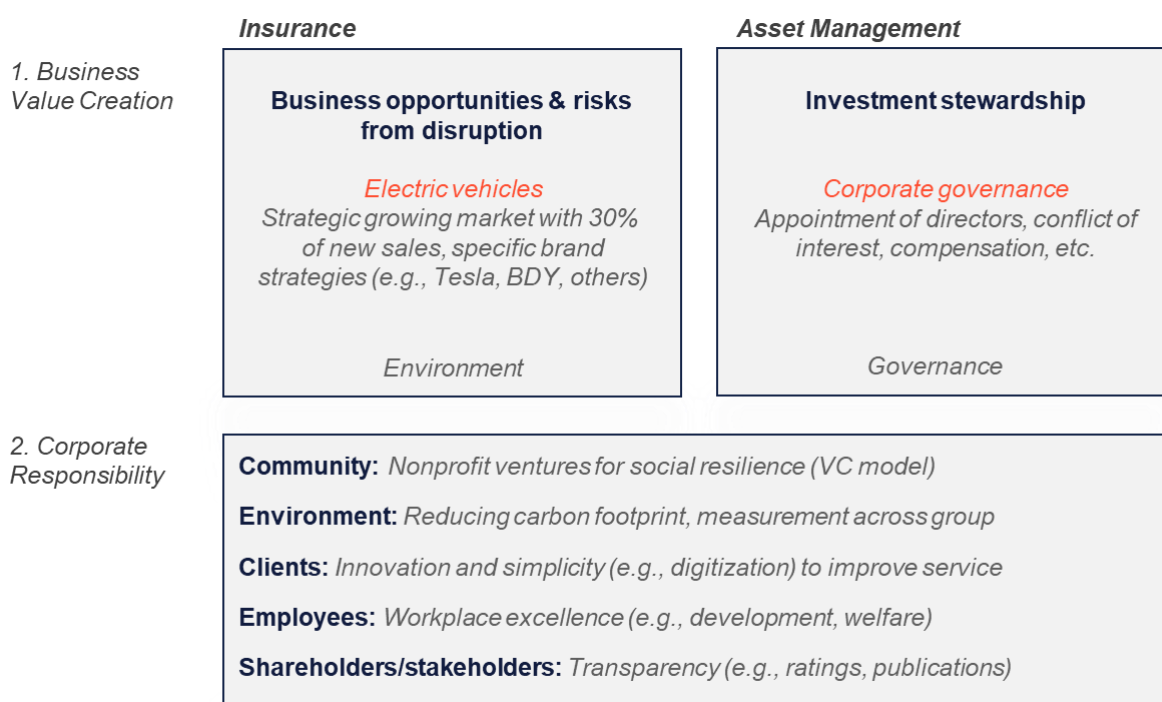 Insurance
Asset Management
1. Business
Value Creation
Business opportunities & risks
from disruption
Electric vehicles
Strategic growing market with 30%
of new sales, specific brand
strategies (e.g., Tesla, BDY, others)
Environment
Investment stewardship
Corporate governance
Appointment of directors, conflict of
interest, compensation, etc.
Governance
2. Corporate
Responsibility
Community: Nonprofit ventures for social resilience (VC model)
Environment: Reducing carbon footprint, measurement across group
Clients: Innovation and simplicity (e.g., digitization) to improve service
Employees: Workplace excellence (e.g., development, welfare)
Shareholders/stakeholders: Transparency (e.g., ratings, publications)